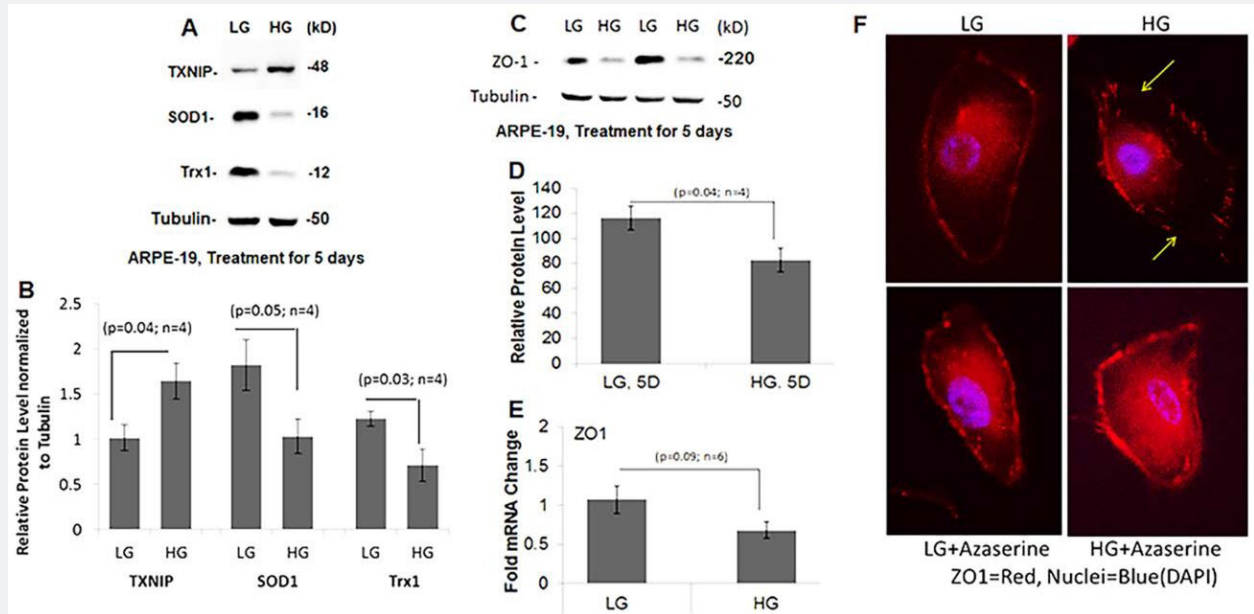 A
LG HG (kD)
TXNIP- -48
SOD1- -16
Trx1- -12
Tubulin- -50
ARPE-19, Treatment for 5 days
B
Relative Protein Level normalized
to Tubulin
2.5
2
1.5
1
0.5
0
(p=0.04; n=4)
(p=0.05; n=4)
(p=0.03; n=4)
LG HG LG HG LG HG
TXNIP SOD1 Trx1
C
LG HG LG HG (kD)
ZO-1 - -220
Tubulin - -50
ARPE-19, Treatment for 5 days
D
Relative Protein Level
140
120
100
80
60
40
20
0
(p=0.04; n=4)
LG, 5D HG, 5D
E
ZO1
Fold mRNA Change
2
1.5
1
0.5
0
(p=0.09; n=6)
LG HG
F
LG HG
LG+Azaserine HG+Azaserine
ZO1=Red, Nuclei=Blue(DAPI)